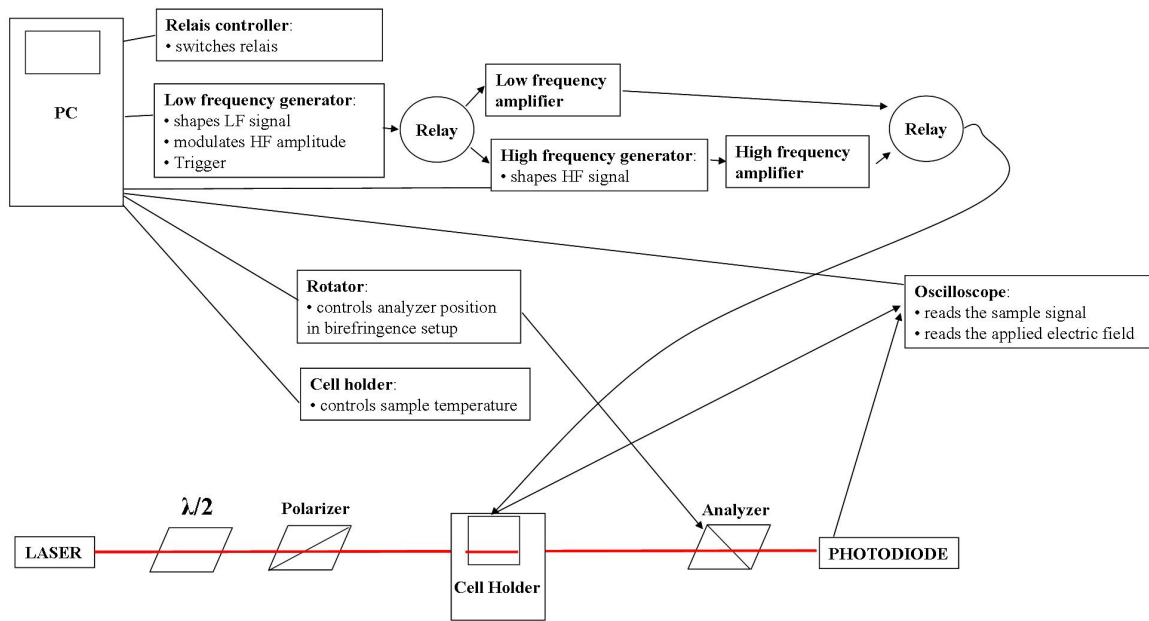 Relais controller:
• switches relais
PC
Low frequency generator:
• shapes LF signal
• modulates HF amplitude
• Trigger
Relay
Low frequency
amplifier
High frequency generator:
• shapes HF signal
High frequency
amplifier
Relay
Rotator:
• controls analyzer position
in birefringence setup
Cell holder:
• controls sample temperature
Oscilloscope:
• reads the sample signal
• reads the applied electric field
LASER
λ/2
Polarizer
Cell Holder
Analyzer
PHOTODIODE